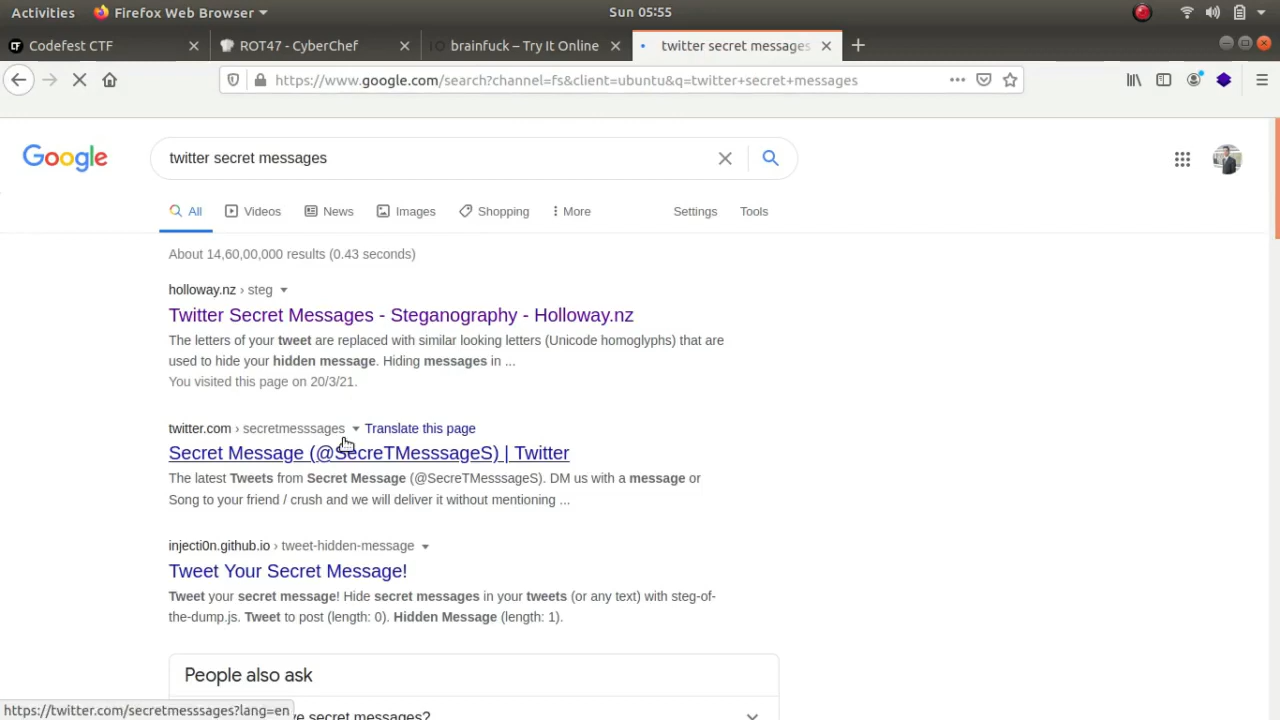 Activities Firefox Web Browser Sun 05:55
Codefest CTF ROT47 - CyberChef brainfuck – Try It Online twitter secret messages
https://www.google.com/search?channel=fs&client=ubuntu&q=twitter+secret+messages
Google twitter secret messages
All Videos News Images Shopping More Settings Tools
About 14,60,00,000 results (0.43 seconds)
holloway.nz › steg
Twitter Secret Messages - Steganography - Holloway.nz
The letters of your tweet are replaced with similar looking letters (Unicode homoglyphs) that are
used to hide your hidden message. Hiding messages in ...
You visited this page on 20/3/21.
twitter.com › secretmesssages Translate this page
Secret Message (@SecreTMesssageS) | Twitter
The latest Tweets from Secret Message (@SecreTMesssageS). DM us with a message or
Song to your friend / crush and we will deliver it without mentioning ...
injecti0n.github.io › tweet-hidden-message
Tweet Your Secret Message!
Tweet your secret message! Hide secret messages in your tweets (or any text) with steg-of-
the-dump.js. Tweet to post (length: 0). Hidden Message (length: 1).
People also ask
https://twitter.com/secretmesssages?lang=en
secret messages?